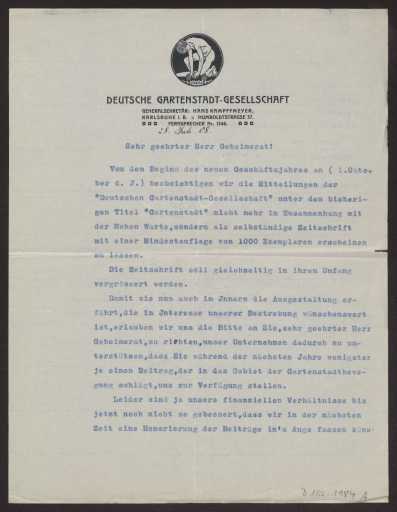 DEUTSCHE GARTENSTADT-GESELLSCHAFT
GENERALSEKRETÄR: HANS KAMPFFMEYER,
KARLSRUHE I. B. :: HUMBOLDTSTRASSE 37.
FERNSPRECHER Nr. 1146.
28. Juli 08.
Sehr geehrter Herr Geheimerat!
Von dem Beginn des neuen Geschäftsjahres an ( 1.Okto-
ber d. J.) beabsichtigen wir die Mitteilungen der
"Deutschen Gartenstadt-Gesellschaft" unter dem bisheri-
gen Titel "Gartenstadt" nicht mehr in Zusammenhang mit
der Hohen Warte,sondern als selbständige Zeitschrift
mit einer Mindestauflage von 1000 Exemplaren erscheinen
zu lassen.
Die Zeitschrift soll gleichzeitig in ihrem Umfang
vergrössert werden.
Damit sie nun auch im Innern die Ausgestaltung er-
fährt,die im Interesse unserer Bestrebung wünschenswert
ist,erlauben wir uns die Bitte an Sie,sehr geehrter Herr
Geheimerat,zu richten,unser Unternehmen dadurch zu un-
terstützen,dass Sie während der nächsten Jahre wenigstens
je einen Beitrag,der in das Gebiet der Gartenstadtbewe-
gung schlägt,uns zur Verfügung stellen.
Leider sind ja unsere finanziellen Verhältnisse bis
jetzt noch nicht so gebessert,dass wir in der nächsten
Zeit eine Honorierung der Beiträge in's Auge fassen könn-